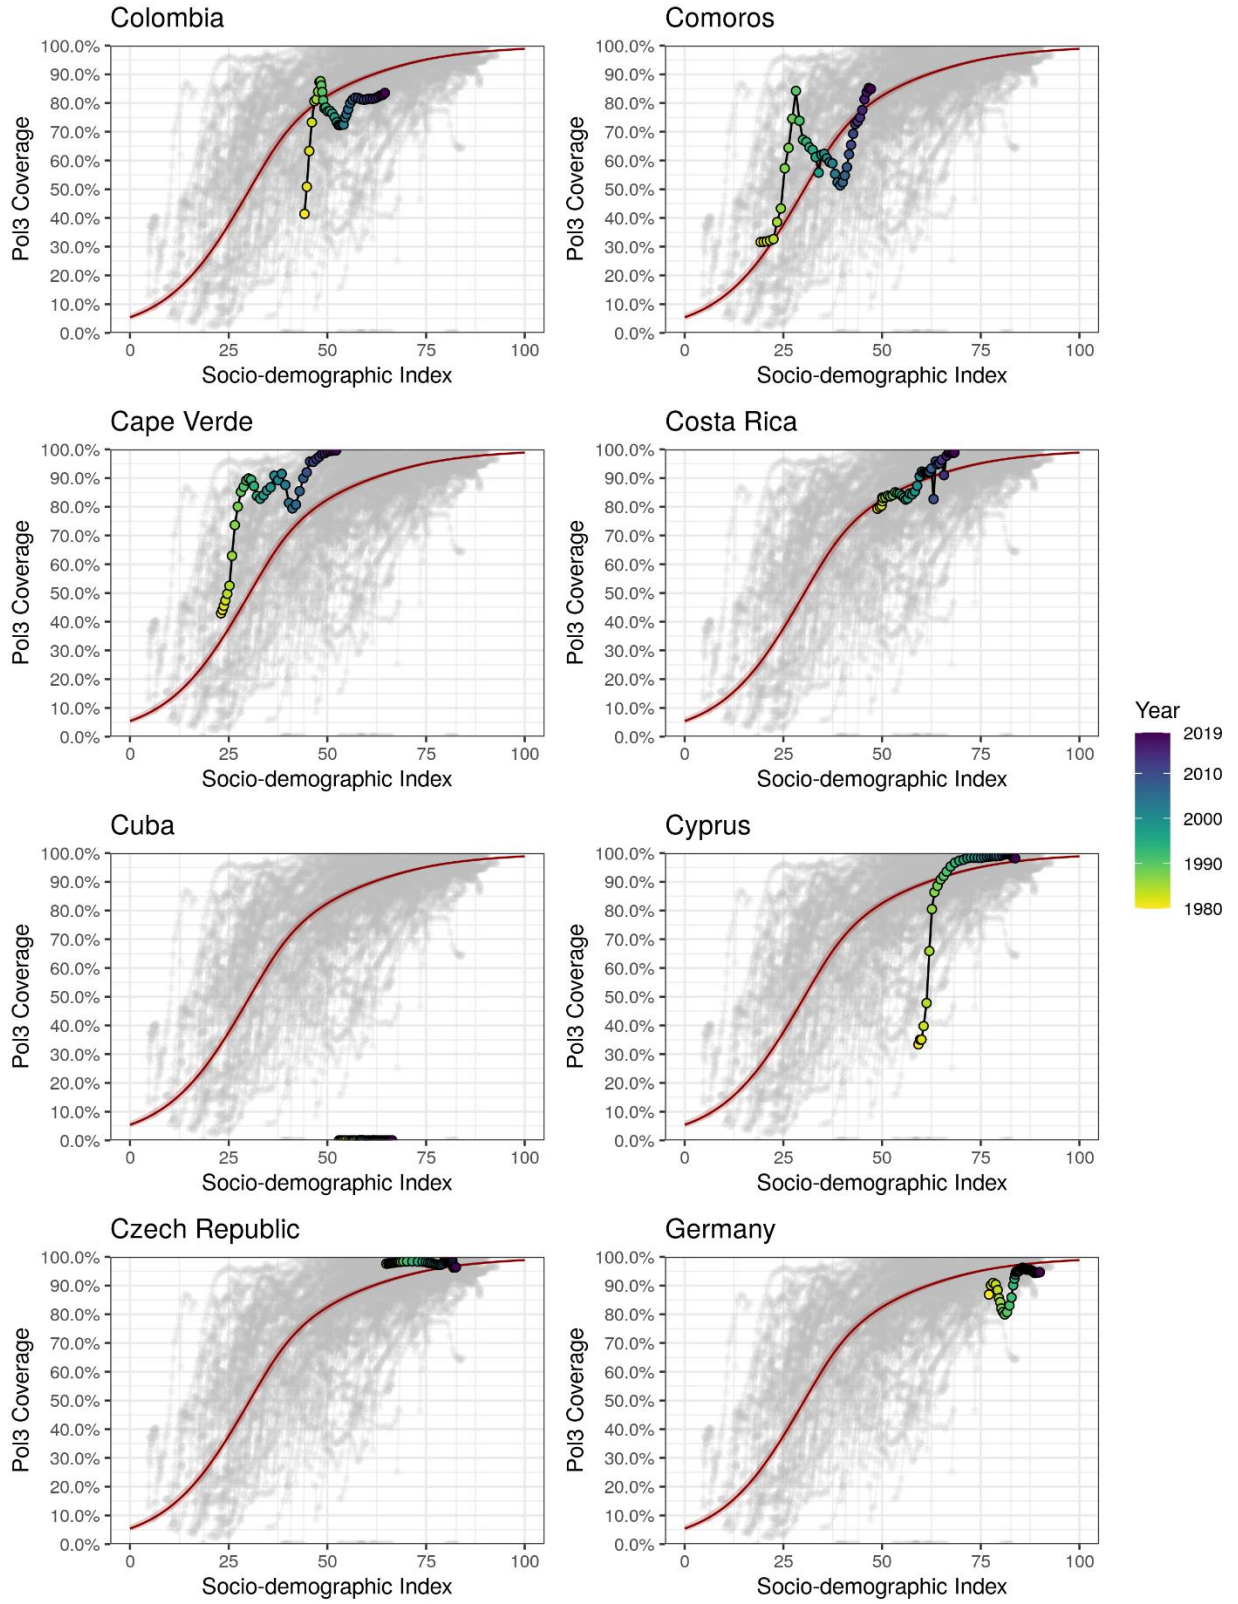 Colombia
Comoros
100.0%
90.0%
80.0%
70.0%
60.0%
50.0%
40.0%
30.0%
20.0%
10.0%
0.0%
Pol3 Coverage
0 25 50 75 100
Socio-demographic Index
100.0%
90.0%
80.0%
70.0%
60.0%
50.0%
40.0%
30.0%
20.0%
10.0%
0.0%
Pol3 Coverage
0 25 50 75 100
Socio-demographic Index
Cape Verde
Costa Rica
100.0%
90.0%
80.0%
70.0%
60.0%
50.0%
40.0%
30.0%
20.0%
10.0%
0.0%
Pol3 Coverage
0 25 50 75 100
Socio-demographic Index
100.0%
90.0%
80.0%
70.0%
60.0%
50.0%
40.0%
30.0%
20.0%
10.0%
0.0%
Pol3 Coverage
0 25 50 75 100
Socio-demographic Index
Year
2019
2010
2000
1990
1980
Cuba
Cyprus
100.0%
90.0%
80.0%
70.0%
60.0%
50.0%
40.0%
30.0%
20.0%
10.0%
0.0%
Pol3 Coverage
0 25 50 75 100
Socio-demographic Index
100.0%
90.0%
80.0%
70.0%
60.0%
50.0%
40.0%
30.0%
20.0%
10.0%
0.0%
Pol3 Coverage
0 25 50 75 100
Socio-demographic Index
Czech Republic
Germany
100.0%
90.0%
80.0%
70.0%
60.0%
50.0%
40.0%
30.0%
20.0%
10.0%
0.0%
Pol3 Coverage
0 25 50 75 100
Socio-demographic Index
100.0%
90.0%
80.0%
70.0%
60.0%
50.0%
40.0%
30.0%
20.0%
10.0%
0.0%
Pol3 Coverage
0 25 50 75 100
Socio-demographic Index